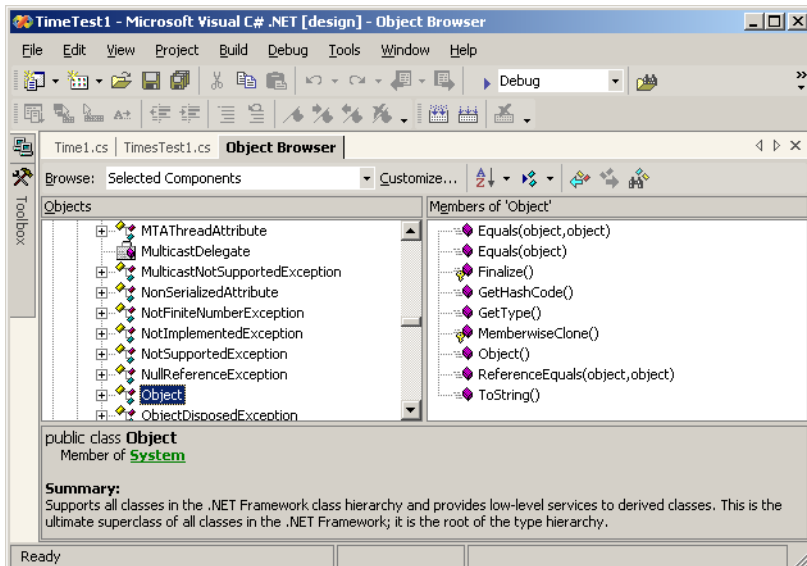 TimeTest1 - Microsoft Visual C# .NET [design] - Object Browser
File Edit View Project Build Debug Tools Window Help
Debug
Time1.cs TimesTest1.cs Object Browser
Toolbox
Browse: Selected Components Customize...
Objects
MTAThreadAttribute
MulticastDelegate
MulticastNotSupportedException
NonSerializedAttribute
NotFiniteNumberException
NotImplementedException
NotSupportedException
NullReferenceException
Object
ObjectDisposedException
Members of 'Object'
Equals(object,object)
Equals(object)
Finalize()
GetHashCode()
GetType()
MemberwiseClone()
Object()
ReferenceEquals(object,object)
ToString()
public class Object
Member of System
Summary:
Supports all classes in the .NET Framework class hierarchy and provides low-level services to derived classes. This is the
ultimate superclass of all classes in the .NET Framework; it is the root of the type hierarchy.
Ready